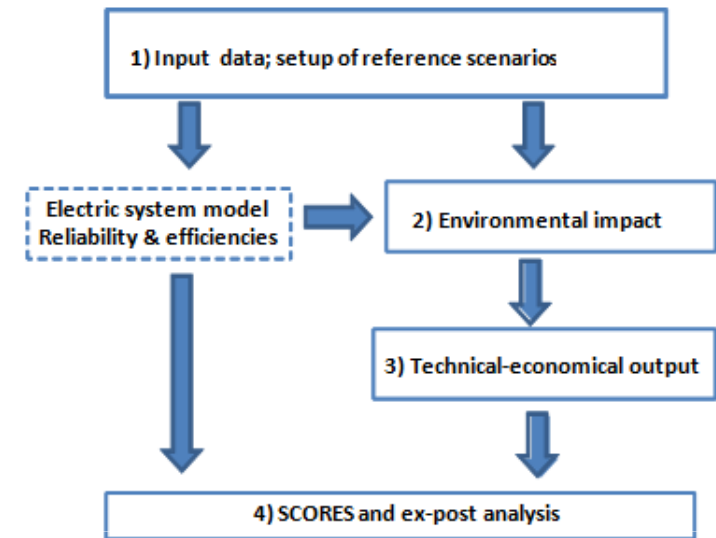 1) Input data; setup of reference scenarios
Electric system model
Reliability & efficiencies
2) Environmental impact
3) Technical-economical output
4) SCORES and ex-post analysis